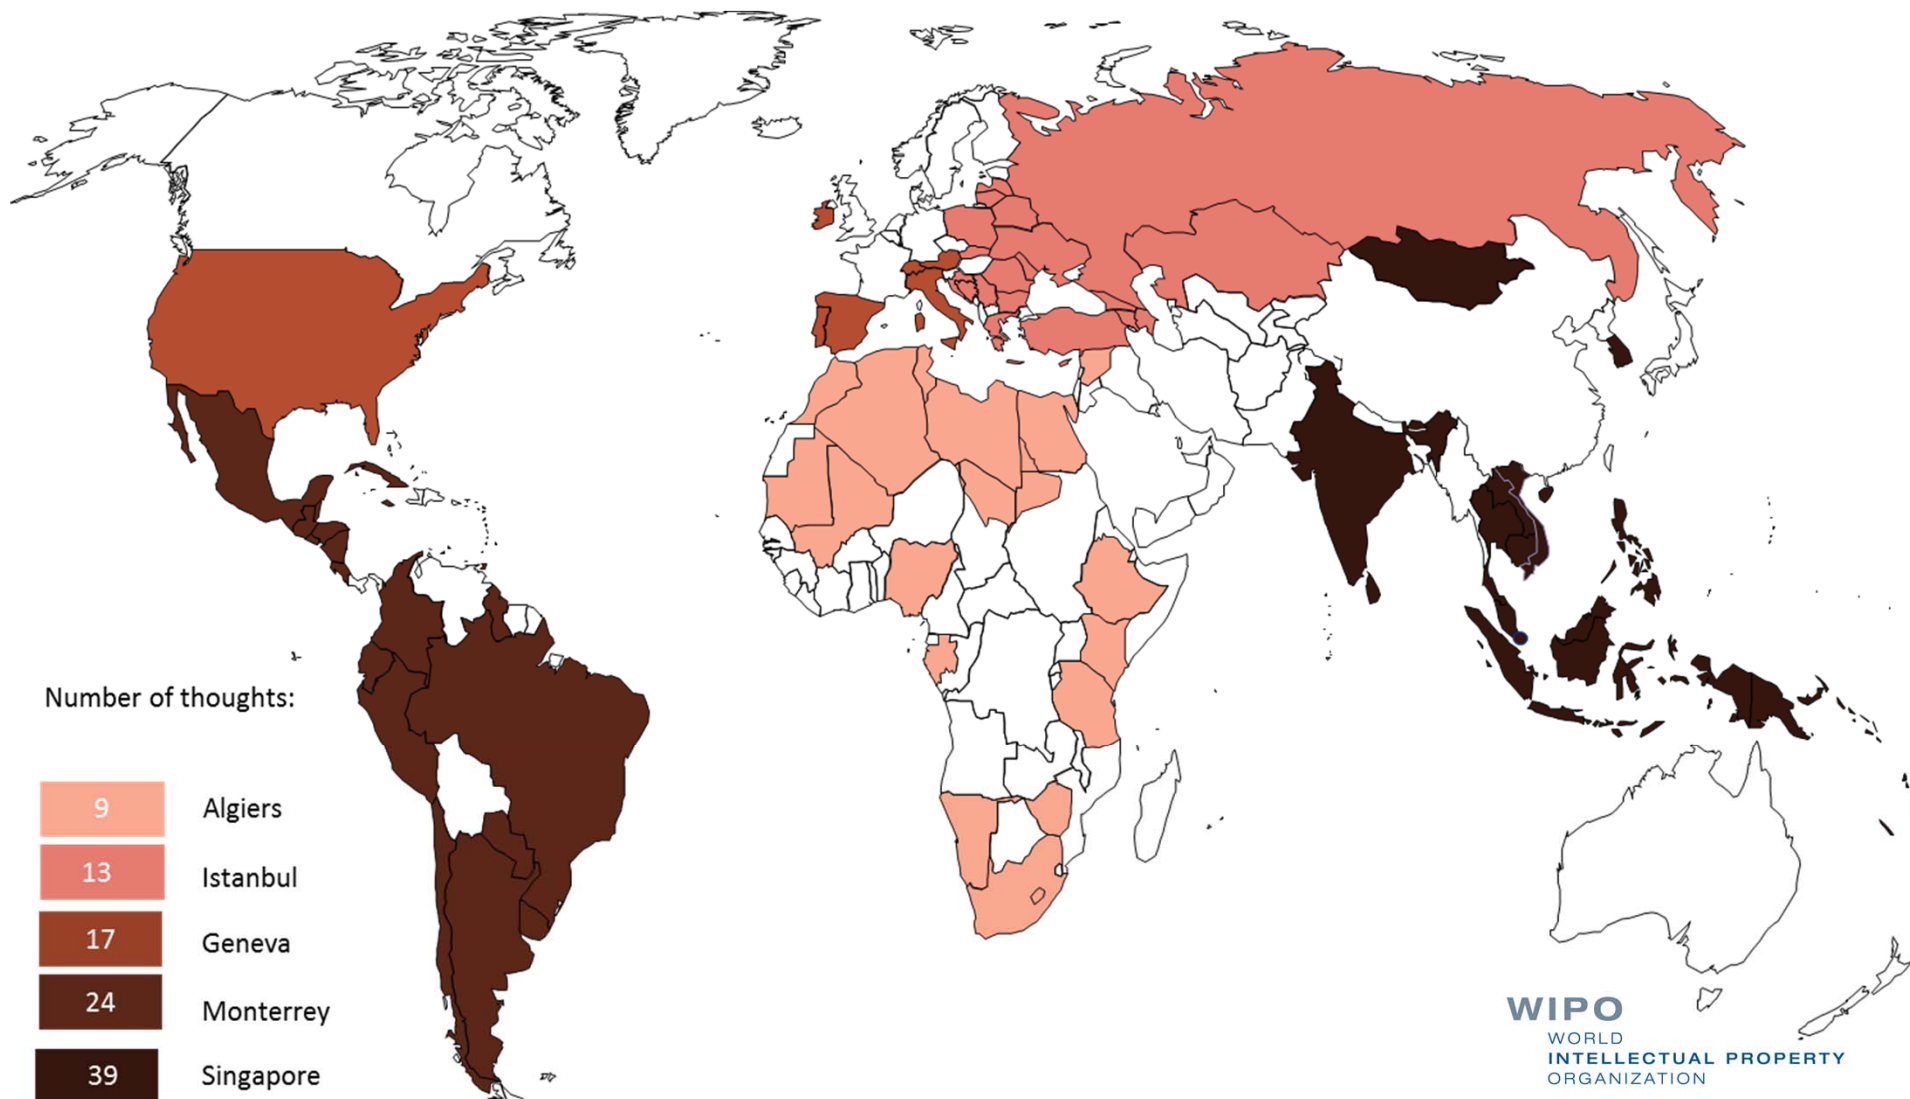 Number of thoughts:
9 Algiers
13 Istanbul
17 Geneva
24 Monterrey
39 Singapore
WIPO
WORLD
INTELLECTUAL PROPERTY
ORGANIZATION